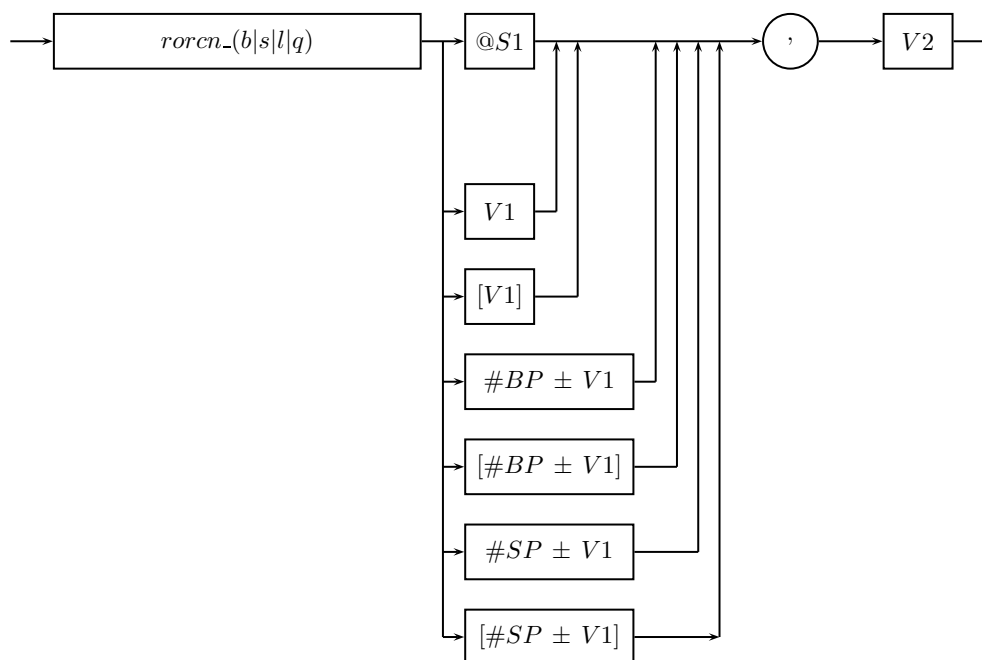 rorcn_(b|s|l|q) @S1 , V2
V1
[V1]
#BP ± V1
[#BP ± V1]
#SP ± V1
[#SP ± V1]